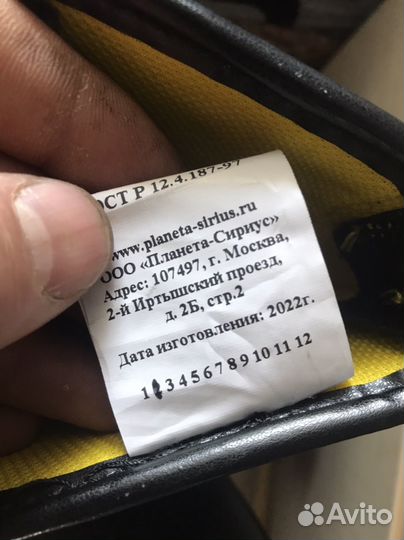 ОСТ Р 12.4.187-97
www.planeta-sirius.ru
ООО «Планета-Сириус»
Адрес: 107497, г. Москва,
2-й Иртышский проезд,
д. 2Б, стр.2
Дата изготовления: 2022г.
1 3 4 5 6 7 8 9 10 11 12
Avito